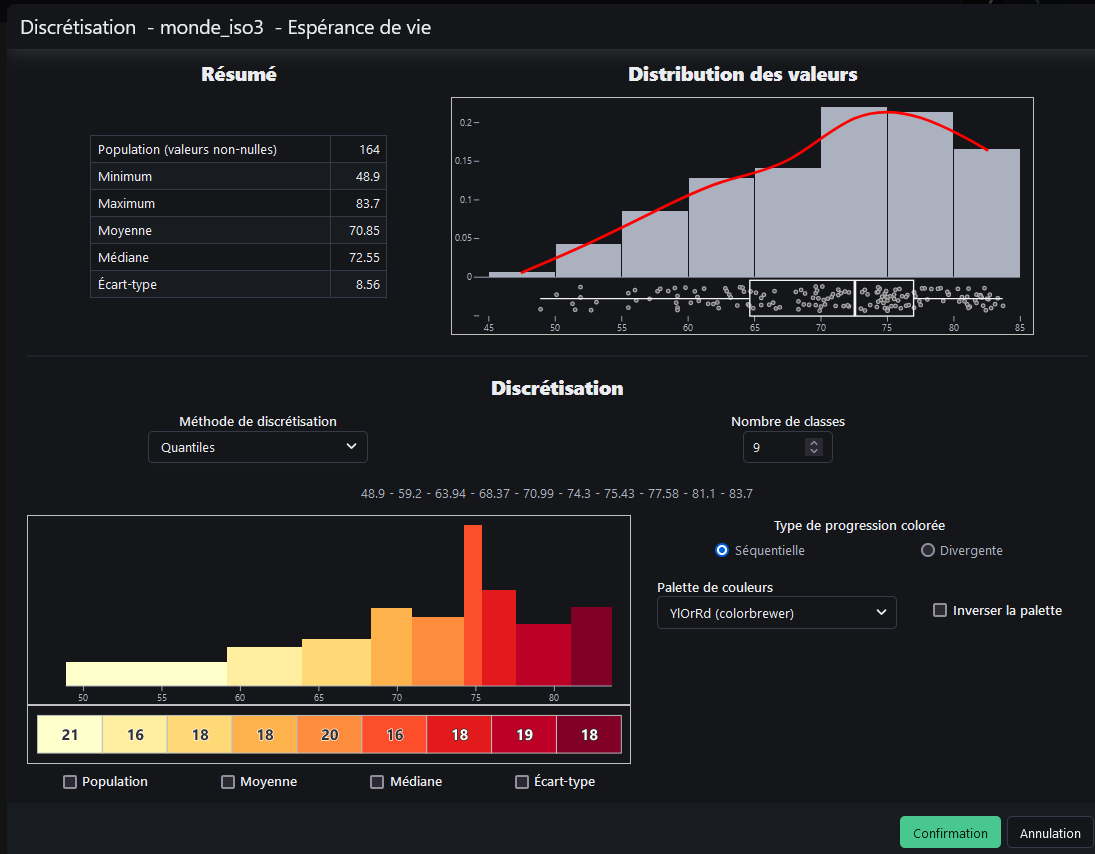 Discrétisation - monde_iso3 - Espérance de vie
Résumé
Population (valeurs non-nulles) 164
Minimum 48.9
Maximum 83.7
Moyenne 70.85
Médiane 72.55
Écart-type 8.56
Distribution des valeurs
0.2
0.15
0.1
0.05
0
45 50 55 60 65 70 75 80 85
Discrétisation
Méthode de discrétisation
Quantiles
Nombre de classes
9
48.9 - 59.2 - 63.94 - 68.37 - 70.99 - 74.3 - 75.43 - 77.58 - 81.1 - 83.7
50 55 60 65 70 75 80
21 16 18 18 20 16 18 19 18
Population Moyenne Médiane Écart-type
Type de progression colorée
Séquentielle Divergente
Palette de couleurs
YlOrRd (colorbrewer)
Inverser la palette
Confirmation Annulation